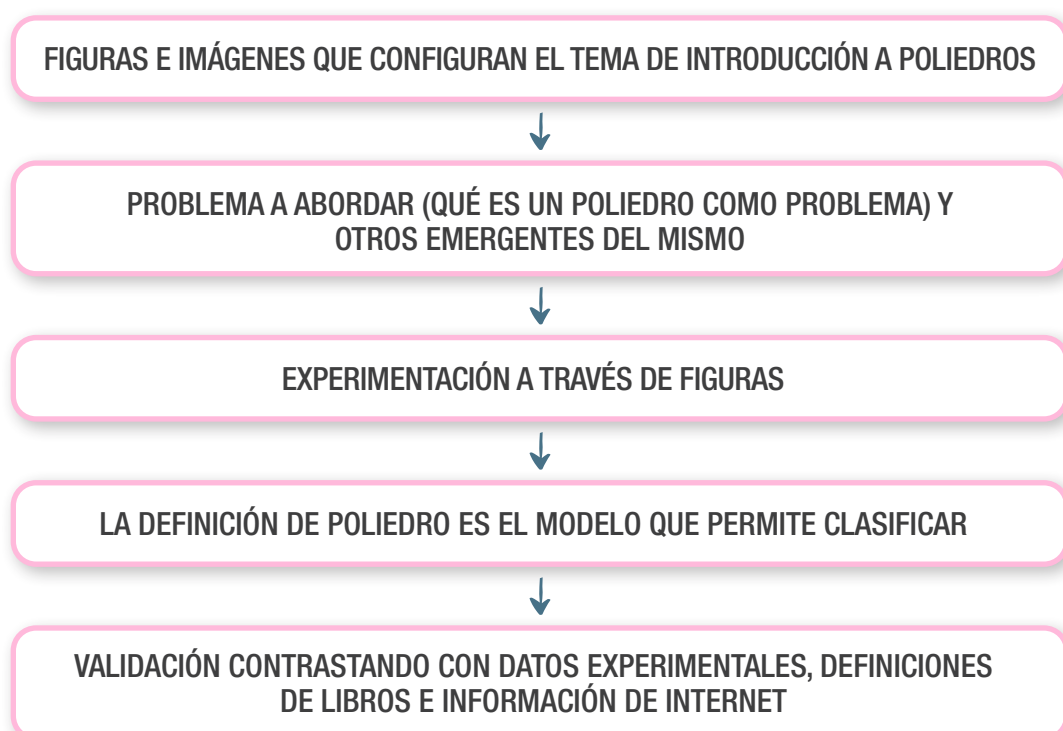 FIGURAS E IMÁGENES QUE CONFIGURAN EL TEMA DE INTRODUCCIÓN A POLIEDROS
PROBLEMA A ABORDAR (QUÉ ES UN POLIEDRO COMO PROBLEMA) Y
OTROS EMERGENTES DEL MISMO
EXPERIMENTACIÓN A TRAVÉS DE FIGURAS
LA DEFINICIÓN DE POLIEDRO ES EL MODELO QUE PERMITE CLASIFICAR
VALIDACIÓN CONTRASTANDO CON DATOS EXPERIMENTALES, DEFINICIONES
DE LIBROS E INFORMACIÓN DE INTERNET